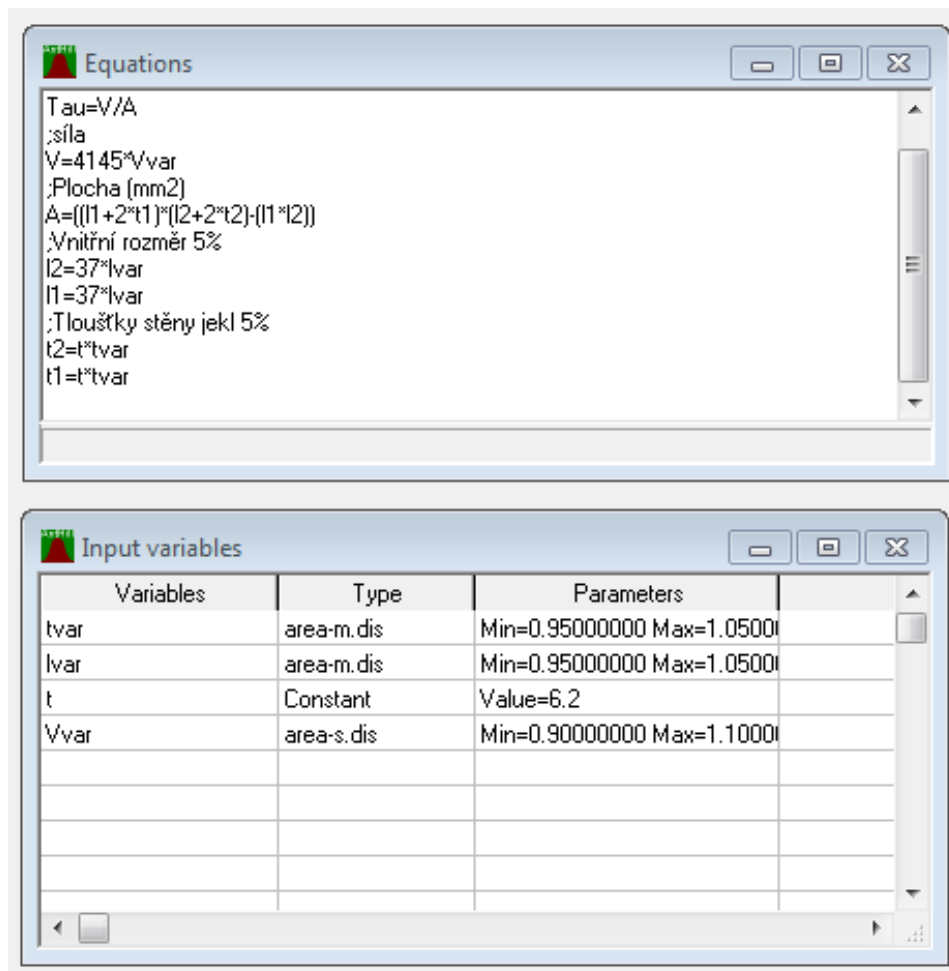 Equations
Tau=V/A
;síla
V=4145*Vvar
;Plocha (mm2)
A=((l1+2*t1)*(l2+2*t2)-(l1*l2))
;Vnitřní rozměr 5%
l2=37*lvar
l1=37*lvar
;Tloušťky stěny jekl 5%
t2=t*tvar
t1=t*tvar
Input variables
Variables Type Parameters
tvar area-m.dis Min=0.95000000 Max=1.0500
lvar area-m.dis Min=0.95000000 Max=1.0500
t Constant Value=6.2
Vvar area-s.dis Min=0.90000000 Max=1.1000